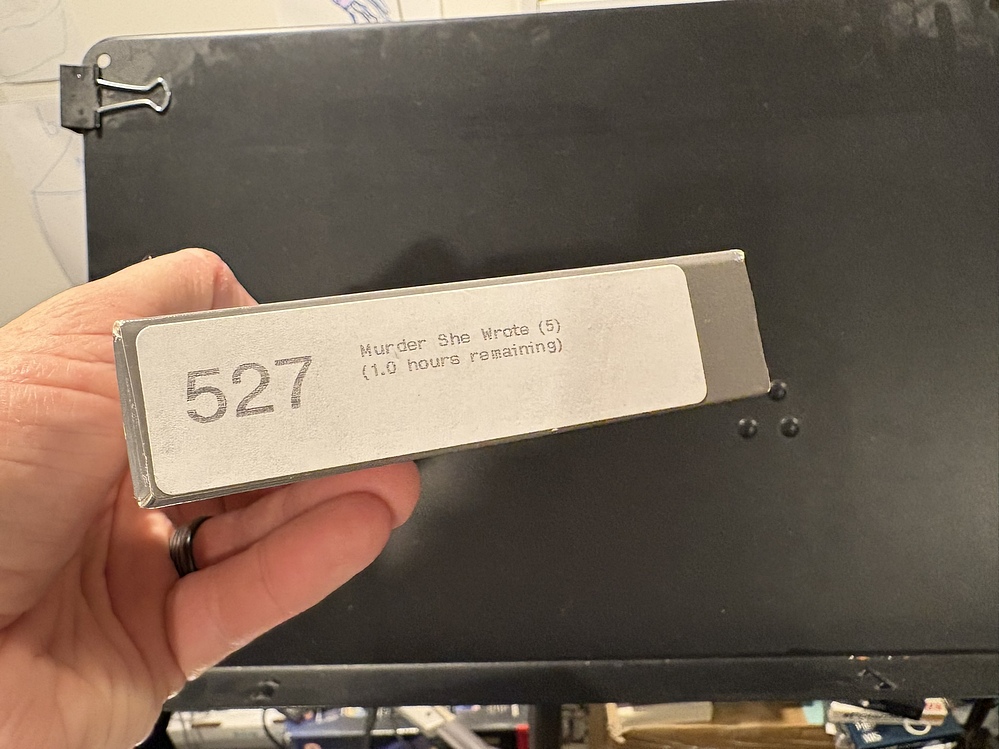 527
Murder She Wrote (5)
(1.0 hours remaining)